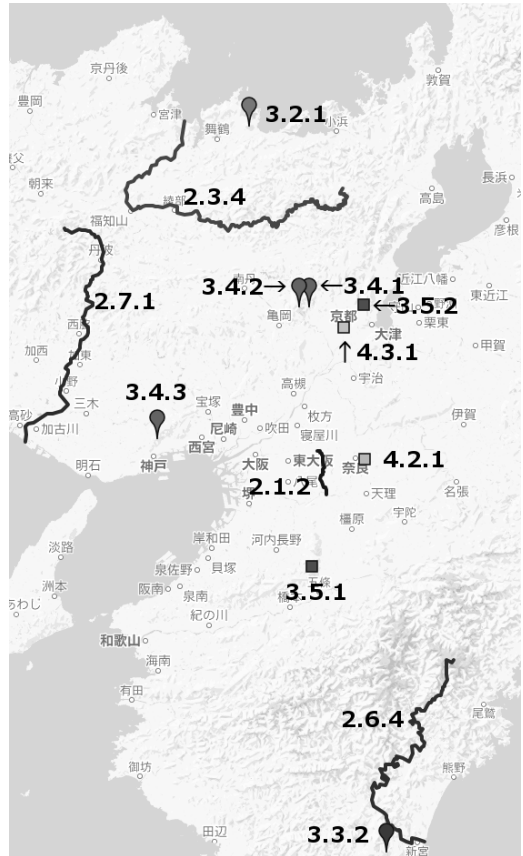 敦賀
京丹後
豊岡
宮津
3.2.1
舞鶴
小浜
長浜
朝来
綾部
2.3.4
高島
福知山
彦根
丹波
3.4.2→
←3.4.1
近江八幡
東近江
2.7.1
亀岡
京都
←3.5.2
栗東
大津
甲賀
加西
加東
↑
4.3.1
小野
高槻
宇治
三木
3.4.3
宝塚
豊中
枚方
伊賀
高砂
加古川
尼崎
吹田
寝屋川
西宮
明石
神戸
大阪
東大阪
奈良
4.2.1
八尾
2.1.2
堺
天理
名張
橿原
宇陀
岸和田
河内長野
淡路
貝塚
泉佐野
五條
洲本
阪南
泉南
3.5.1
あわじ
紀の川
和歌山
海南
有田
2.6.4
尾鷲
御坊
熊野
3.3.2
田辺
新宮